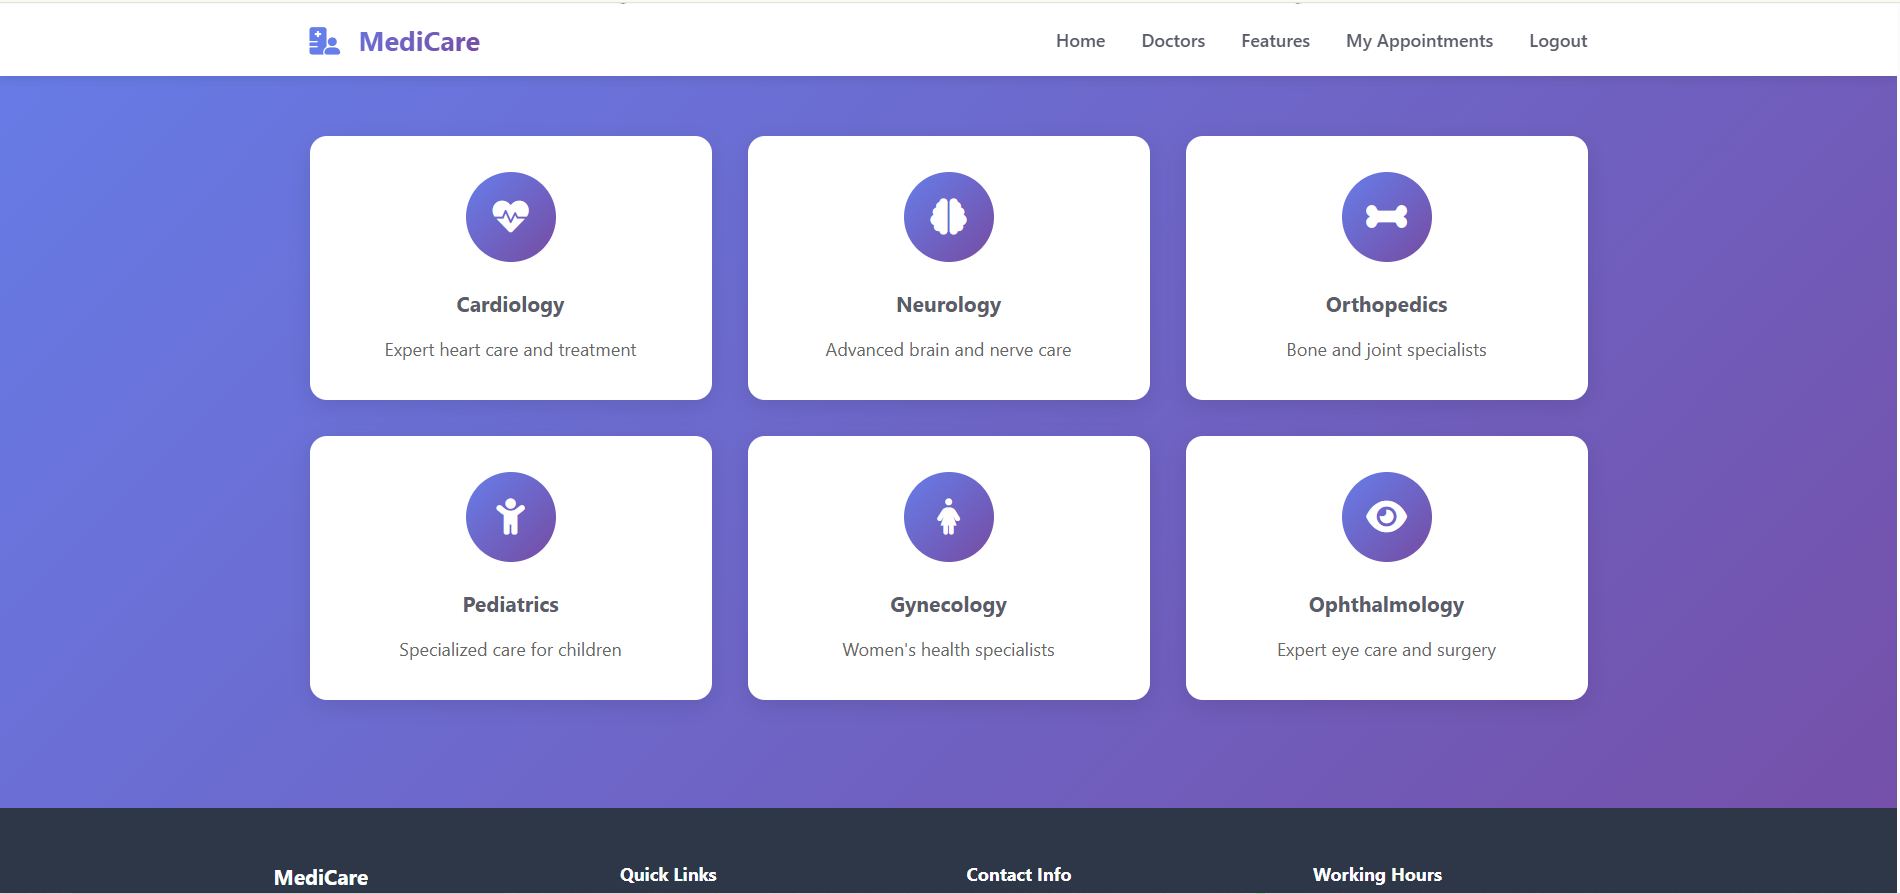 MediCare
Home
Doctors
Features
My Appointments
Logout
Cardiology
Expert heart care and treatment
Neurology
Advanced brain and nerve care
Orthopedics
Bone and joint specialists
Pediatrics
Specialized care for children
Gynecology
Women's health specialists
Ophthalmology
Expert eye care and surgery
MediCare
Quick Links
Contact Info
Working Hours